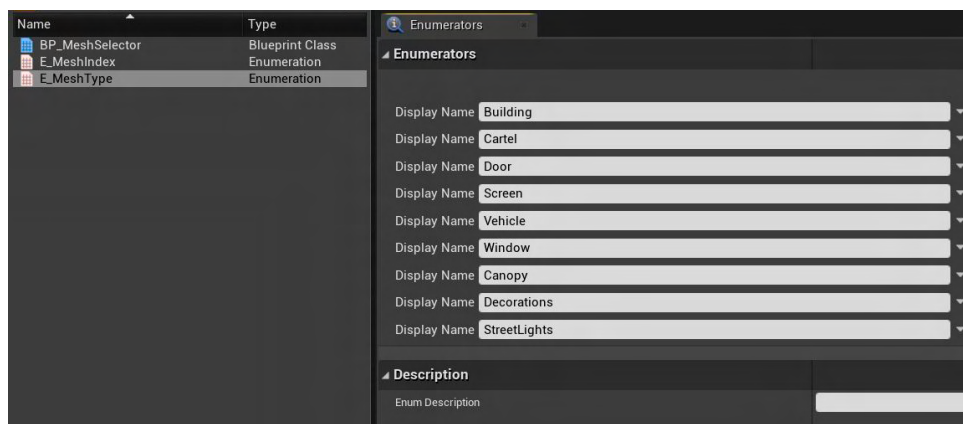 Name Type
BP_MeshSelector Blueprint Class
E_MeshIndex Enumeration
E_MeshType Enumeration
Enumerators
Enumerators
Display Name Building
Display Name Cartel
Display Name Door
Display Name Screen
Display Name Vehicle
Display Name Window
Display Name Canopy
Display Name Decorations
Display Name StreetLights
Description
Enum Description